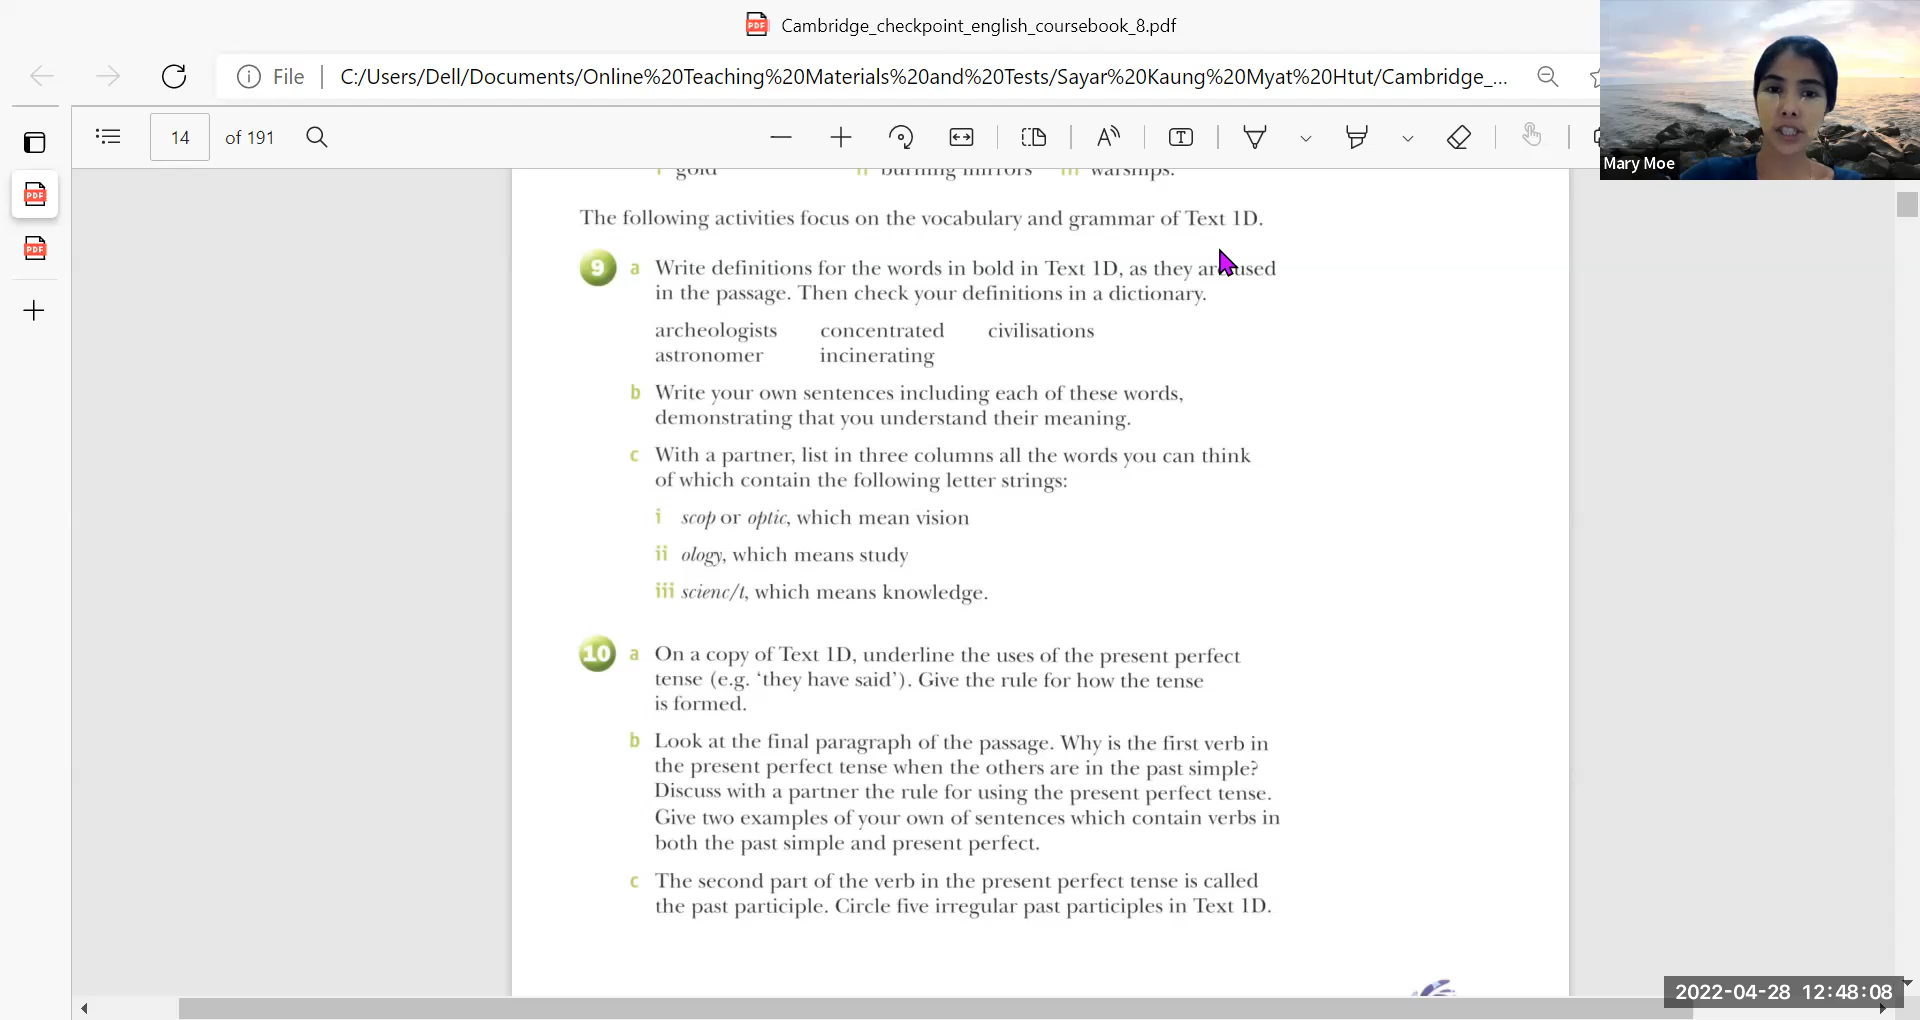 Cambridge_checkpoint_english_coursebook_8.pdf
File
C:/Users/Dell/Documents/Online%20Teaching%20Materials%20and%20Tests/Sayar%20Kaung%20Myat%20Htut/Cambridge_...
14 of 191
Mary Moe
i gold ii burning mirrors iii warships.
The following activities focus on the vocabulary and grammar of Text 1D.
9 a Write definitions for the words in bold in Text 1D, as they are used
in the passage. Then check your definitions in a dictionary.
archeologists concentrated civilisations
astronomer incinerating
b Write your own sentences including each of these words,
demonstrating that you understand their meaning.
c With a partner, list in three columns all the words you can think
of which contain the following letter strings:
i scop or optic, which mean vision
ii ology, which means study
iii scienc/t, which means knowledge.
10 a On a copy of Text 1D, underline the uses of the present perfect
tense (e.g. ‘they have said’). Give the rule for how the tense
is formed.
b Look at the final paragraph of the passage. Why is the first verb in
the present perfect tense when the others are in the past simple?
Discuss with a partner the rule for using the present perfect tense.
Give two examples of your own of sentences which contain verbs in
both the past simple and present perfect.
c The second part of the verb in the present perfect tense is called
the past participle. Circle five irregular past participles in Text 1D.
2022-04-28 12:48:08